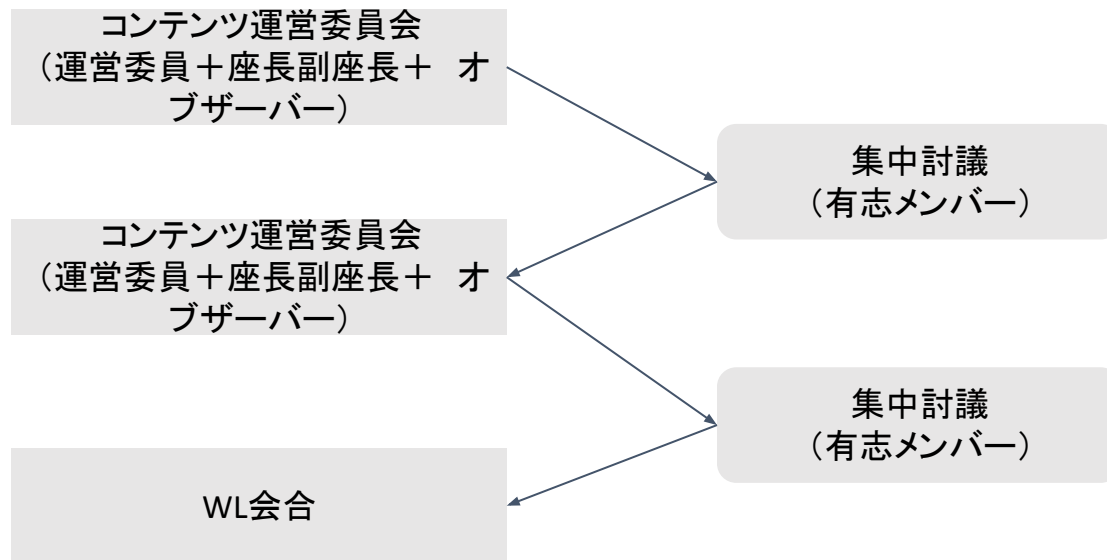 コンテンツ運営委員会
（運営委員＋座長副座長＋　オ
ブザーバー）
集中討議
（有志メンバー）
コンテンツ運営委員会
（運営委員＋座長副座長＋　オ
ブザーバー）
集中討議
（有志メンバー）
WL会合